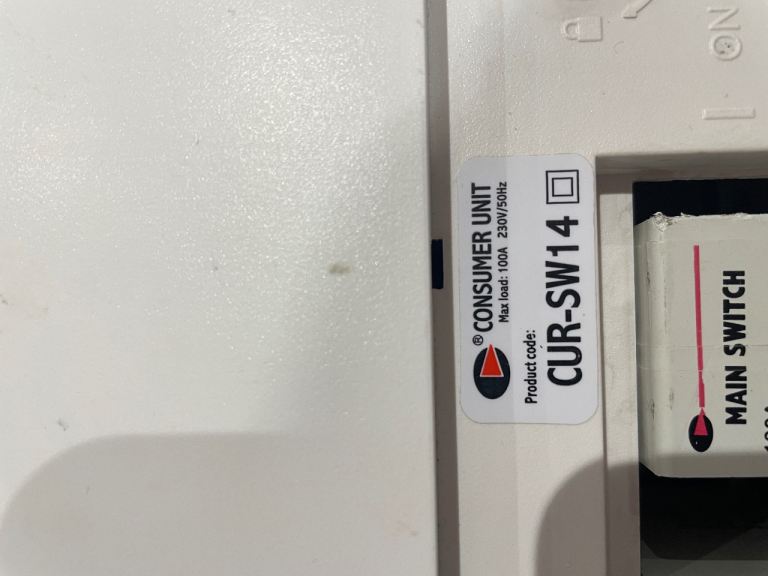 ON
® CONSUMER UNIT
Max load: 100A 230V/50Hz
Product code:
CUR-SW14
MAIN SWITCH